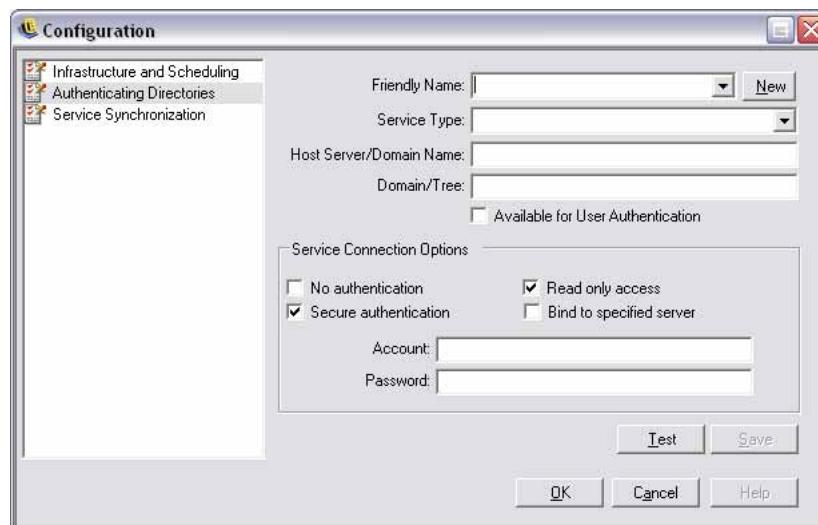 Configuration
Infrastructure and Scheduling
Authenticating Directories
Service Synchronization
Friendly Name:
New
Service Type:
Host Server/Domain Name:
Domain/Tree:
Available for User Authentication
Service Connection Options
No authentication
Read only access
Secure authentication
Bind to specified server
Account:
Password:
Test
Save
OK
Cancel
Help